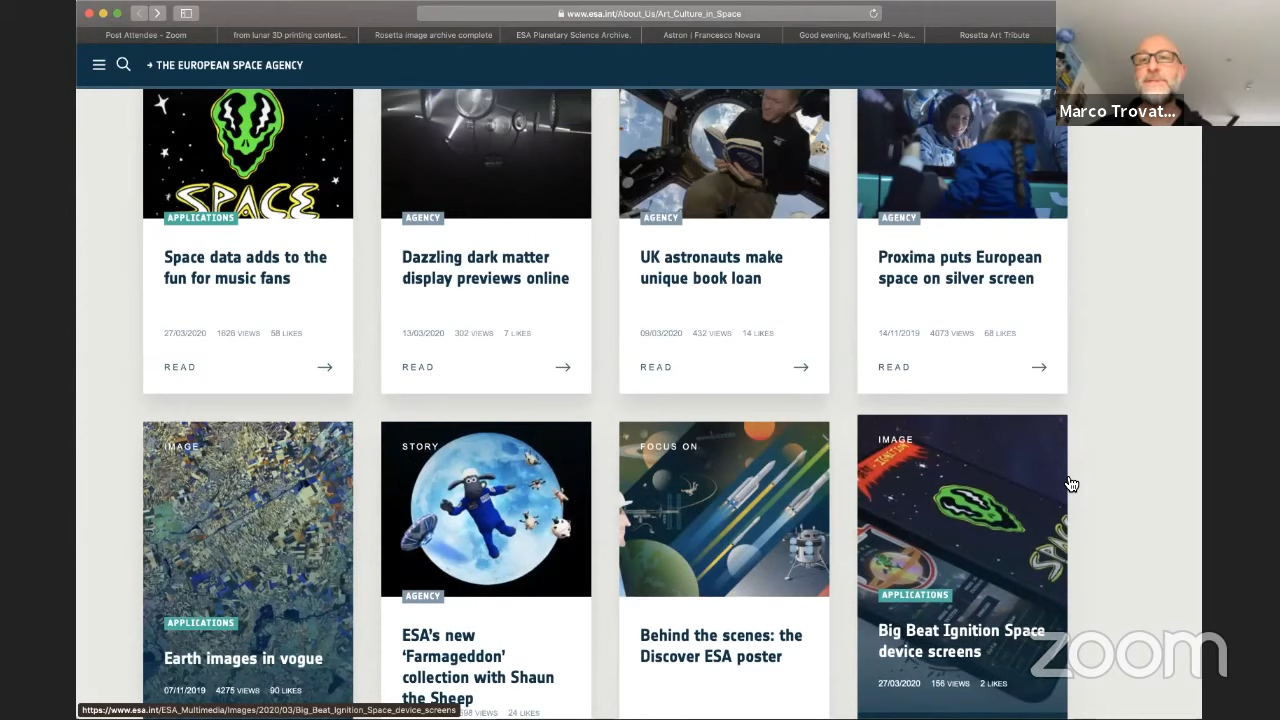 www.esa.int/About_Us/Art_Culture_in_Space
Post Attendee - Zoom
from lunar 3D printing contest...
Rosetta image archive complete
ESA Planetary Science Archive.
Astron | Francesco Novara
Good evening, Kraftwerk! – Ale...
Rosetta Art Tribute
→ THE EUROPEAN SPACE AGENCY
Marco Trovat...
SPACE
APPLICATIONS
Space data adds to the
fun for music fans
27/03/2020 1626 VIEWS 58 LIKES
READ
AGENCY
Dazzling dark matter
display previews online
13/03/2020 302 VIEWS 7 LIKES
READ
AGENCY
UK astronauts make
unique book loan
09/03/2020 432 VIEWS 14 LIKES
READ
AGENCY
Proxima puts European
space on silver screen
14/11/2019 4073 VIEWS 68 LIKES
READ
IMAGE
APPLICATIONS
Earth images in vogue
07/11/2019 4275 VIEWS 90 LIKES
STORY
AGENCY
ESA's new
‘Farmageddon’
collection with Shaun
the Sheep
VIEWS 24 LIKES
FOCUS ON
Behind the scenes: the
Discover ESA poster
IMAGE
IGNITION
SPACE
APPLICATIONS
Big Beat Ignition Space
device screens
27/03/2020 156 VIEWS 2 LIKES
zoom
https://www.esa.int/ESA_Multimedia/Images/2020/03/Big_Beat_Ignition_Space_device_screens